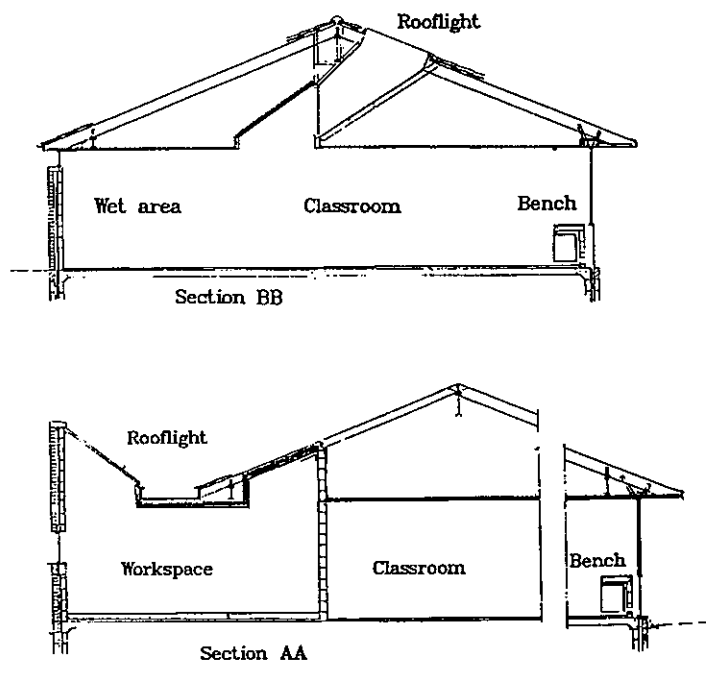 Rooflight
Wet area
Classroom
Bench
Section BB
Rooflight
Workspace
Classroom
Bench
Section AA